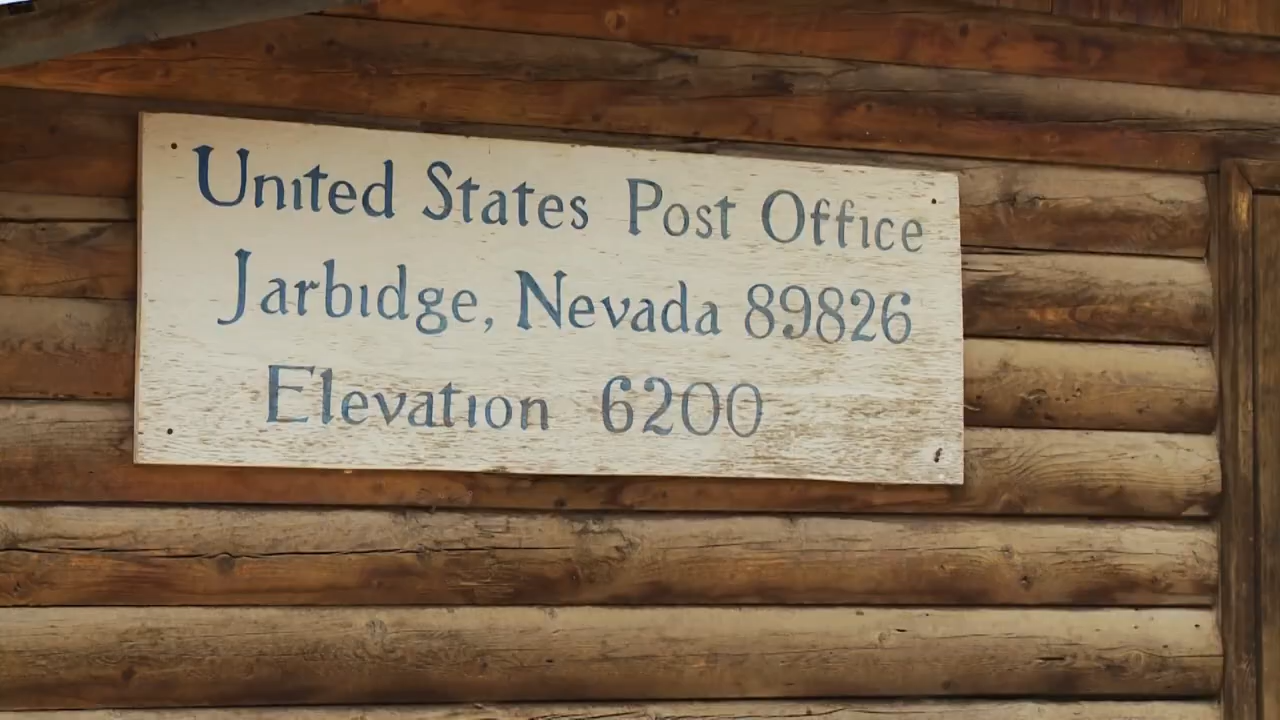 United States Post Office
Jarbidge, Nevada 89826
Elevation 6200